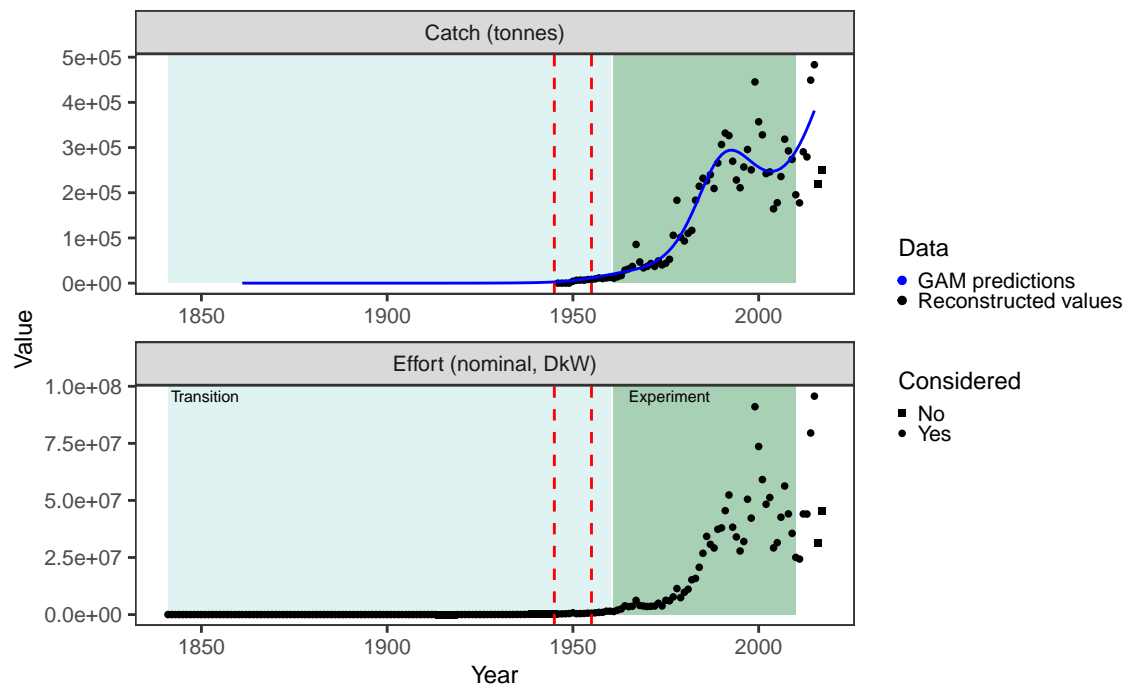 Catch (tonnes)
5e+05
4e+05
3e+05
2e+05
1e+05
0e+00
1850
1900
1950
2000
Value
Effort (nominal, DkW)
1.0e+08
7.5e+07
5.0e+07
2.5e+07
0.0e+00
Transition
Experiment
1850
1900
1950
2000
Year
Data
GAM predictions
Reconstructed values
Considered
No
Yes